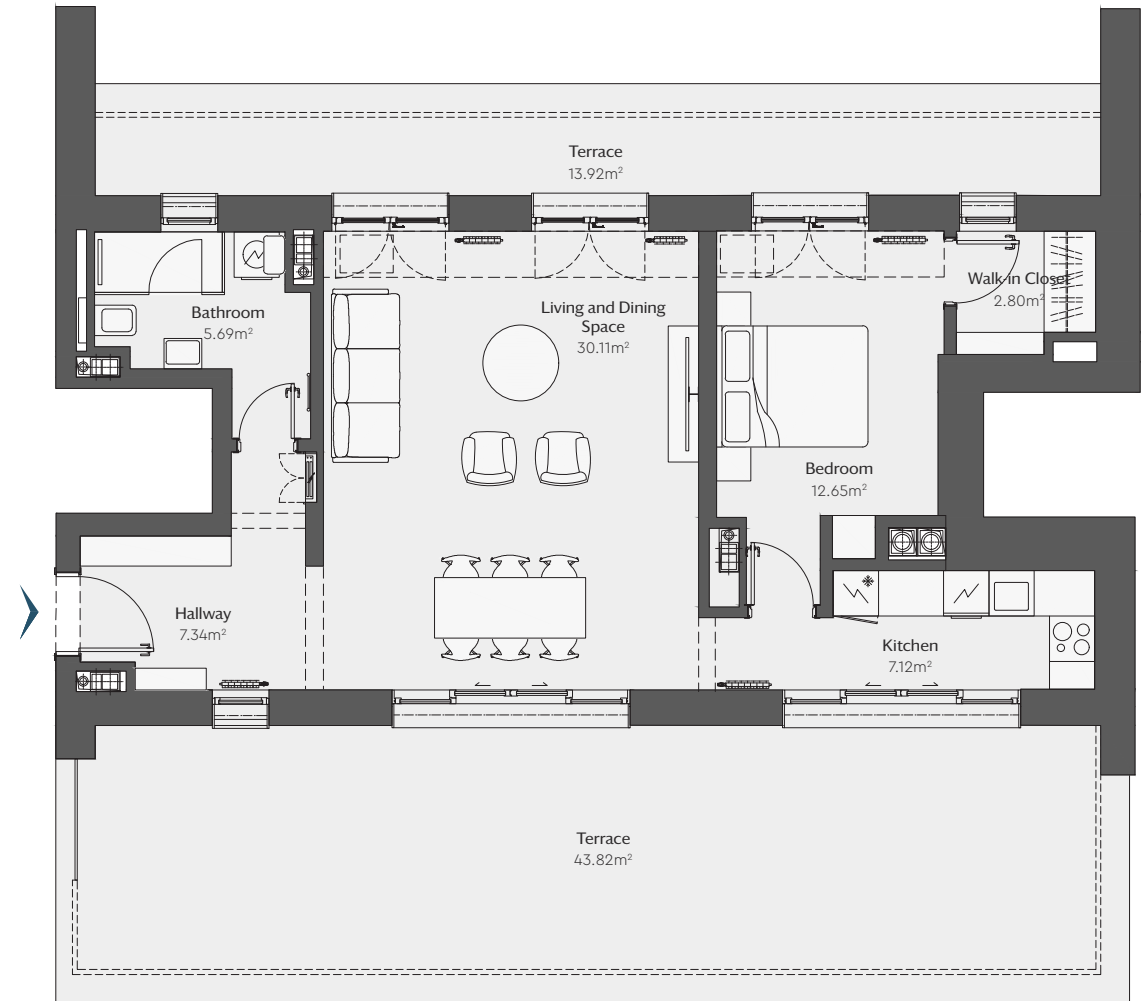 Terrace
13.92m²
Living and Dining
Space
30.11m²
Walk-in Closet
2.80m²
Bathroom
5.69m²
Bedroom
12.65m²
Hallway
7.34m²
Kitchen
7.12m²
Terrace
43.82m²